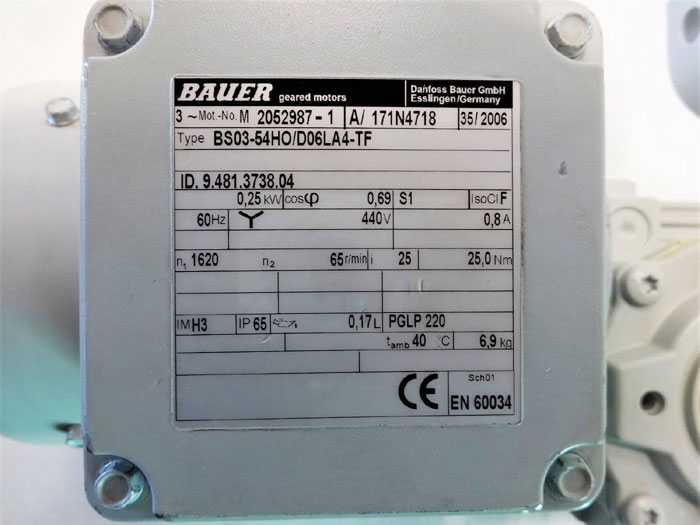 BAUER geared motors Danfoss Bauer GmbH
Esslingen/Germany
3 ~ Mot.-No. M 2052987-1 A/ 171N4718 35/2006
Type BS03-54HO/D06LA4-TF
ID. 9.481.3738.04
0,25 kW cosφ 0,69 S1 IsoCl F
60Hz Y 440V 0,8 A
n1 1620 n2 65 r/min i 25 25,0 Nm
IM H3 IP 65 0,17 L PGLP 220
tamb 40 °C 6,9 kg
Sch01
CE EN 60034